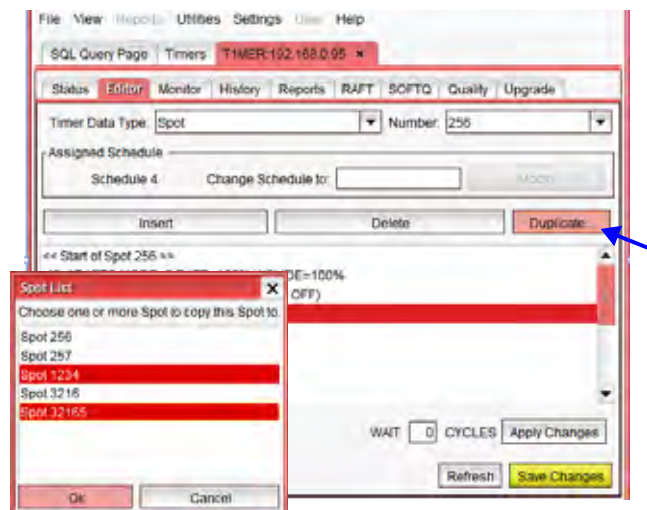 File View Reports Utilities Settings User Help
SQL Query Page Timers T1MER:192.168.0.95 ×
Status Editor Monitor History Reports RAFT SOFTQ Quality Upgrade
Timer Data Type: Spot Number: 256
Assigned Schedule
Schedule 4 Change Schedule to:
Insert Delete Duplicate
<< Start of Spot 256 >>
DE=100%
OFF)
Spot List X
Choose one or more Spot to copy this Spot to.
Spot 256
Spot 257
Spot 1234
Spot 3216
Spot 32165
WAIT 0 CYCLES Apply Changes
Refresh Save Changes
Ok Cancel